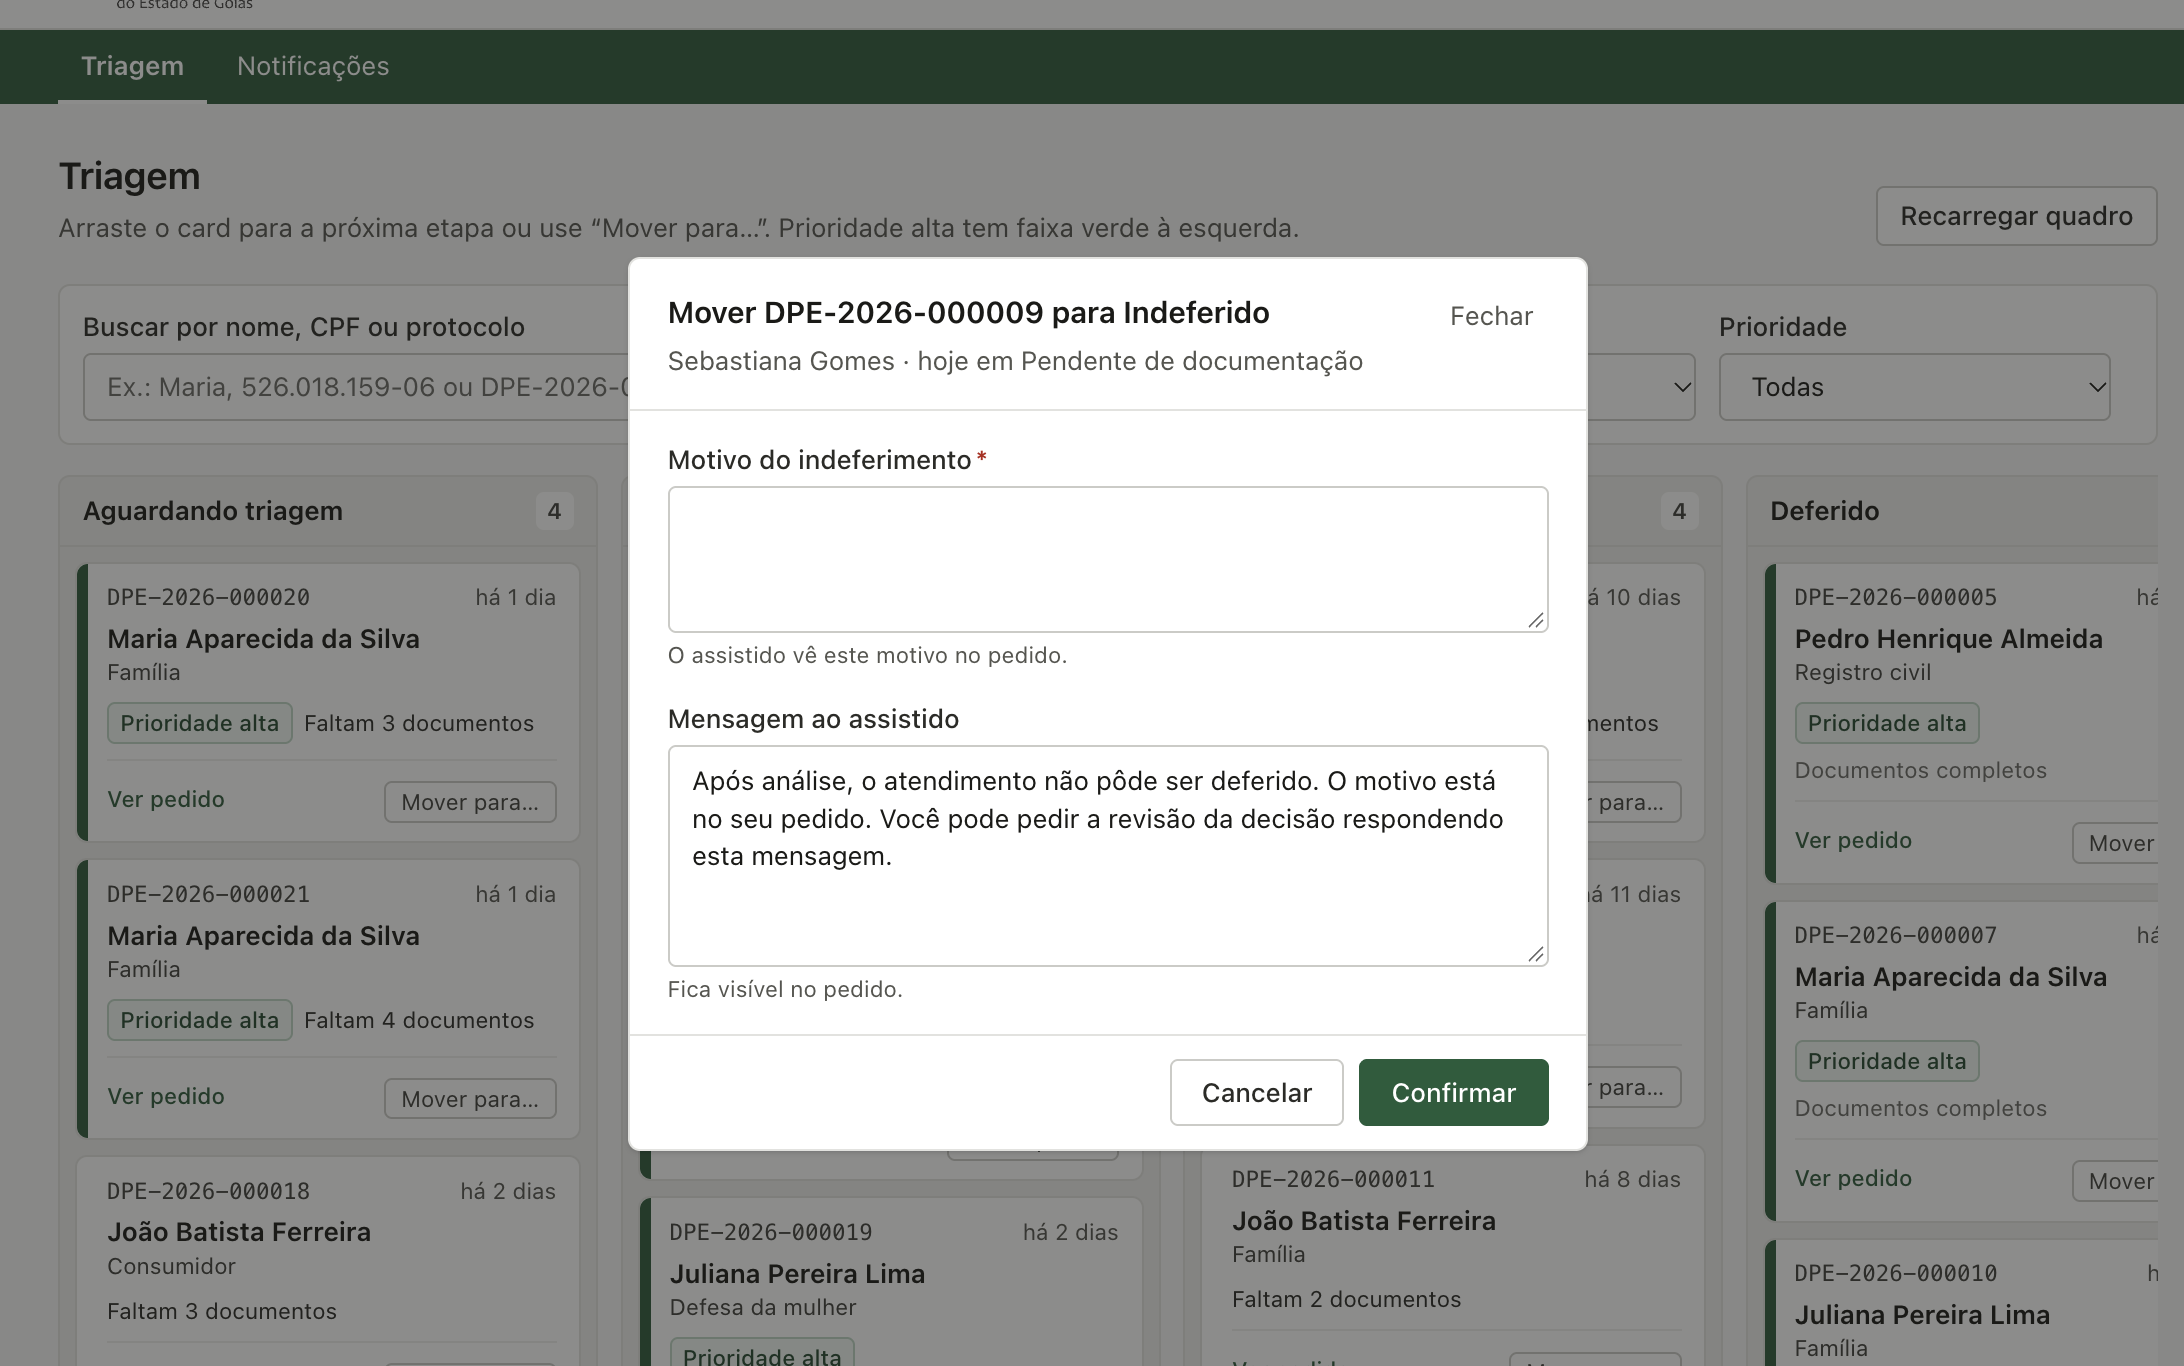 do Estado de Goiás
Triagem
Notificações
Triagem
Arraste o card para a próxima etapa ou use “Mover para…”. Prioridade alta tem faixa verde à esquerda.
Recarregar quadro
Buscar por nome, CPF ou protocolo
Ex.: Maria, 526.018.159-06 ou DPE-2026-0
Prioridade
Todas
Mover DPE-2026-000009 para Indeferido
Fechar
Sebastiana Gomes · hoje em Pendente de documentação
Motivo do indeferimento*
O assistido vê este motivo no pedido.
Mensagem ao assistido
Após análise, o atendimento não pôde ser deferido. O motivo está
no seu pedido. Você pode pedir a revisão da decisão respondendo
esta mensagem.
Fica visível no pedido.
Cancelar
Confirmar
Aguardando triagem
4
DPE-2026-000020
há 1 dia
Maria Aparecida da Silva
Família
Prioridade alta
Faltam 3 documentos
Ver pedido
Mover para…
DPE-2026-000021
há 1 dia
Maria Aparecida da Silva
Família
Prioridade alta
Faltam 4 documentos
Ver pedido
Mover para…
DPE-2026-000018
há 2 dias
João Batista Ferreira
Consumidor
Faltam 3 documentos
DPE-2026-000019
há 2 dias
Juliana Pereira Lima
Defesa da mulher
Prioridade alta
4
10 dias
para…
11 dias
para…
DPE-2026-000011
há 8 dias
João Batista Ferreira
Família
Faltam 2 documentos
Deferido
DPE-2026-000005
há
Pedro Henrique Almeida
Registro civil
Prioridade alta
Documentos completos
Ver pedido
Mover
DPE-2026-000007
há
Maria Aparecida da Silva
Família
Prioridade alta
Documentos completos
Ver pedido
Mover
DPE-2026-000010
Juliana Pereira Lima
Família